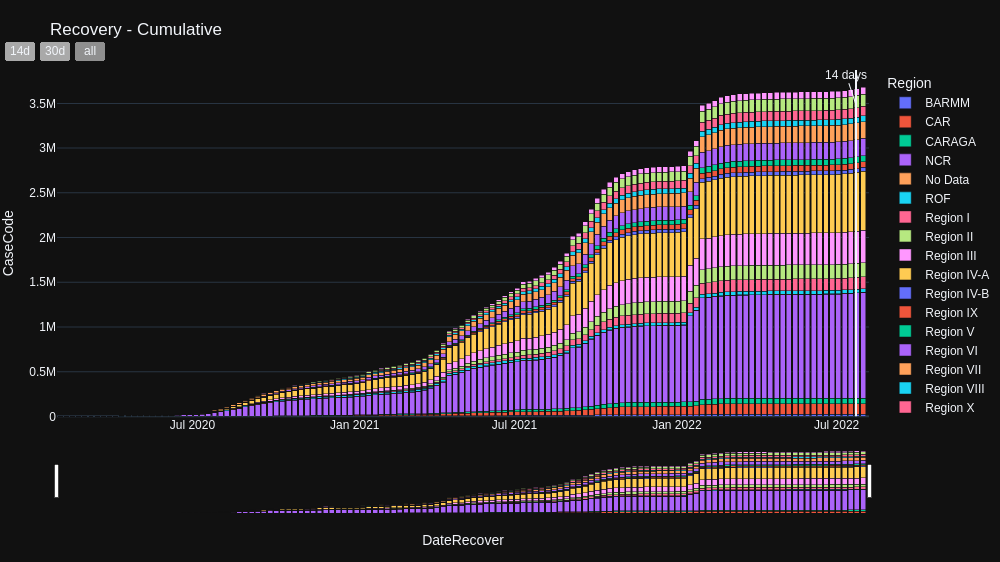 Recovery - Cumulative
14d 30d all
14 days
Region
BARMM
CAR
CARAGA
NCR
No Data
ROF
Region I
Region II
Region III
Region IV-A
Region IV-B
Region IX
Region V
Region VI
Region VII
Region VIII
Region X
CaseCode
3.5M
3M
2.5M
2M
1.5M
1M
0.5M
0
Jul 2020 Jan 2021 Jul 2021 Jan 2022 Jul 2022
DateRecover